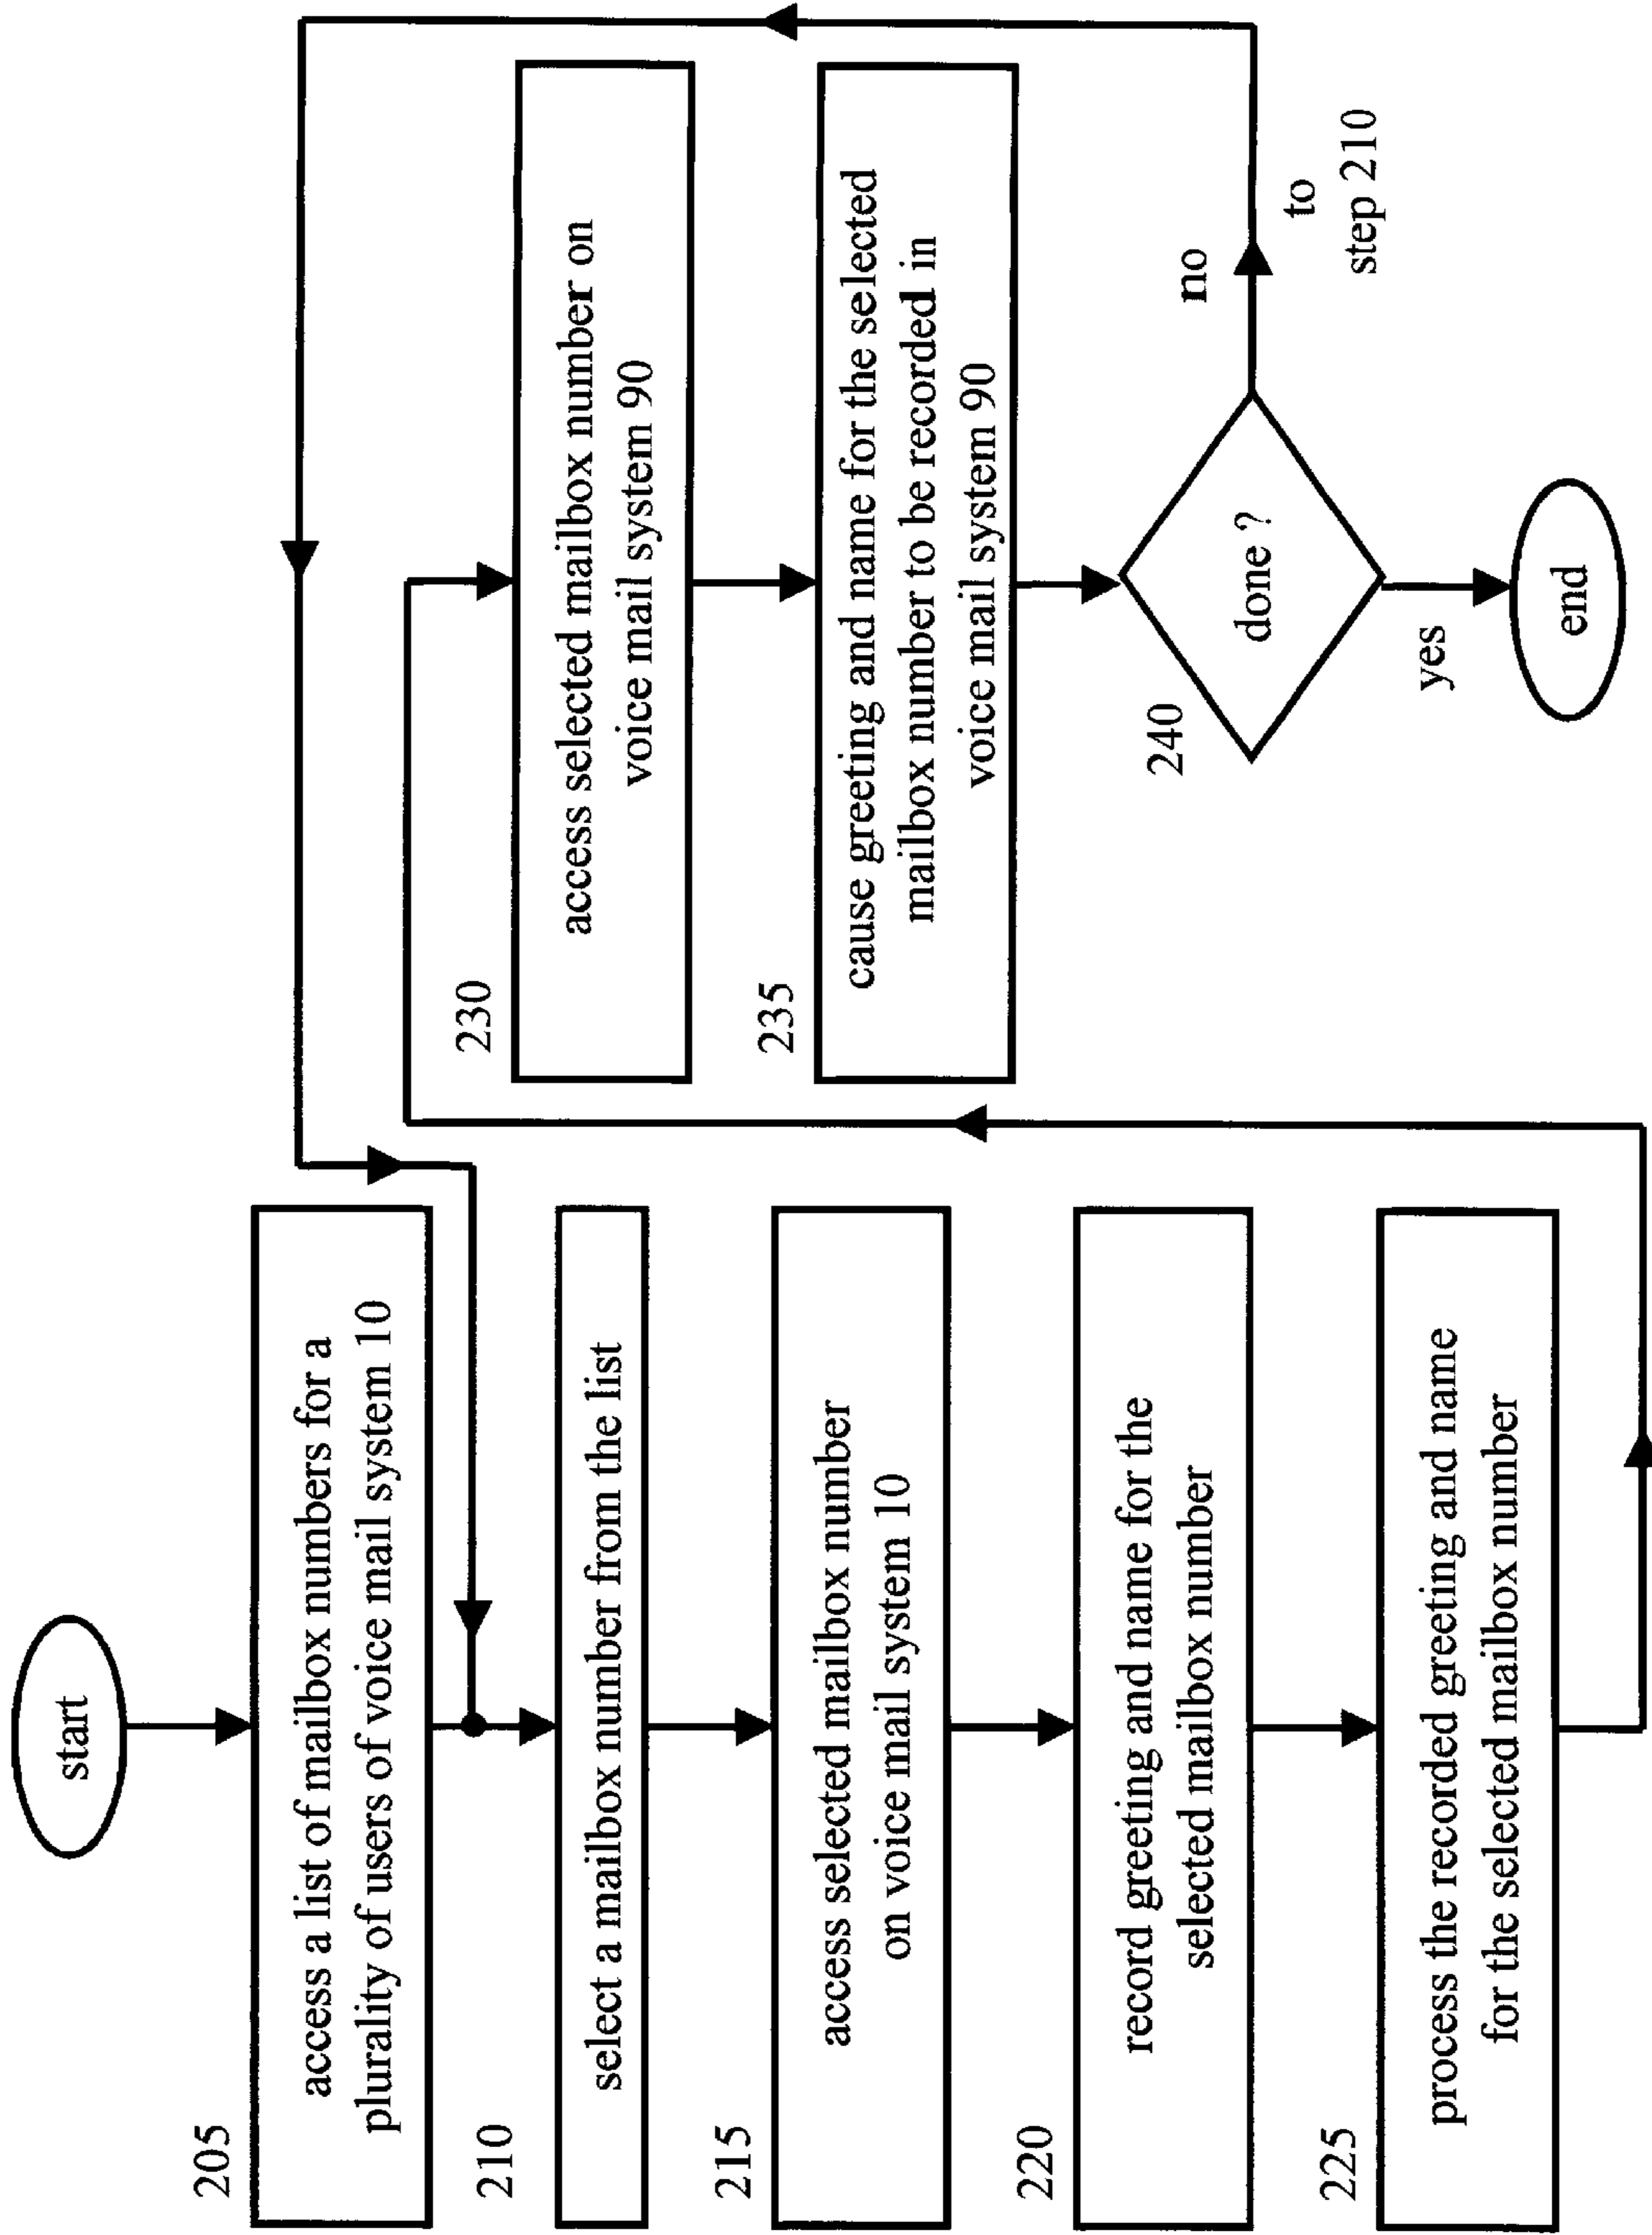 start
205
access a list of mailbox numbers for a
plurality of users of voice mail system 10
210
select a mailbox number from the list
215
access selected mailbox number
on voice mail system 10
220
record greeting and name for the
selected mailbox number
225
process the recorded greeting and name
for the selected mailbox number
230
access selected mailbox number on
voice mail system 90
235
cause greeting and name for the selected
mailbox number to be recorded in
voice mail system 90
240
done ?
no
to
step 210
yes
end